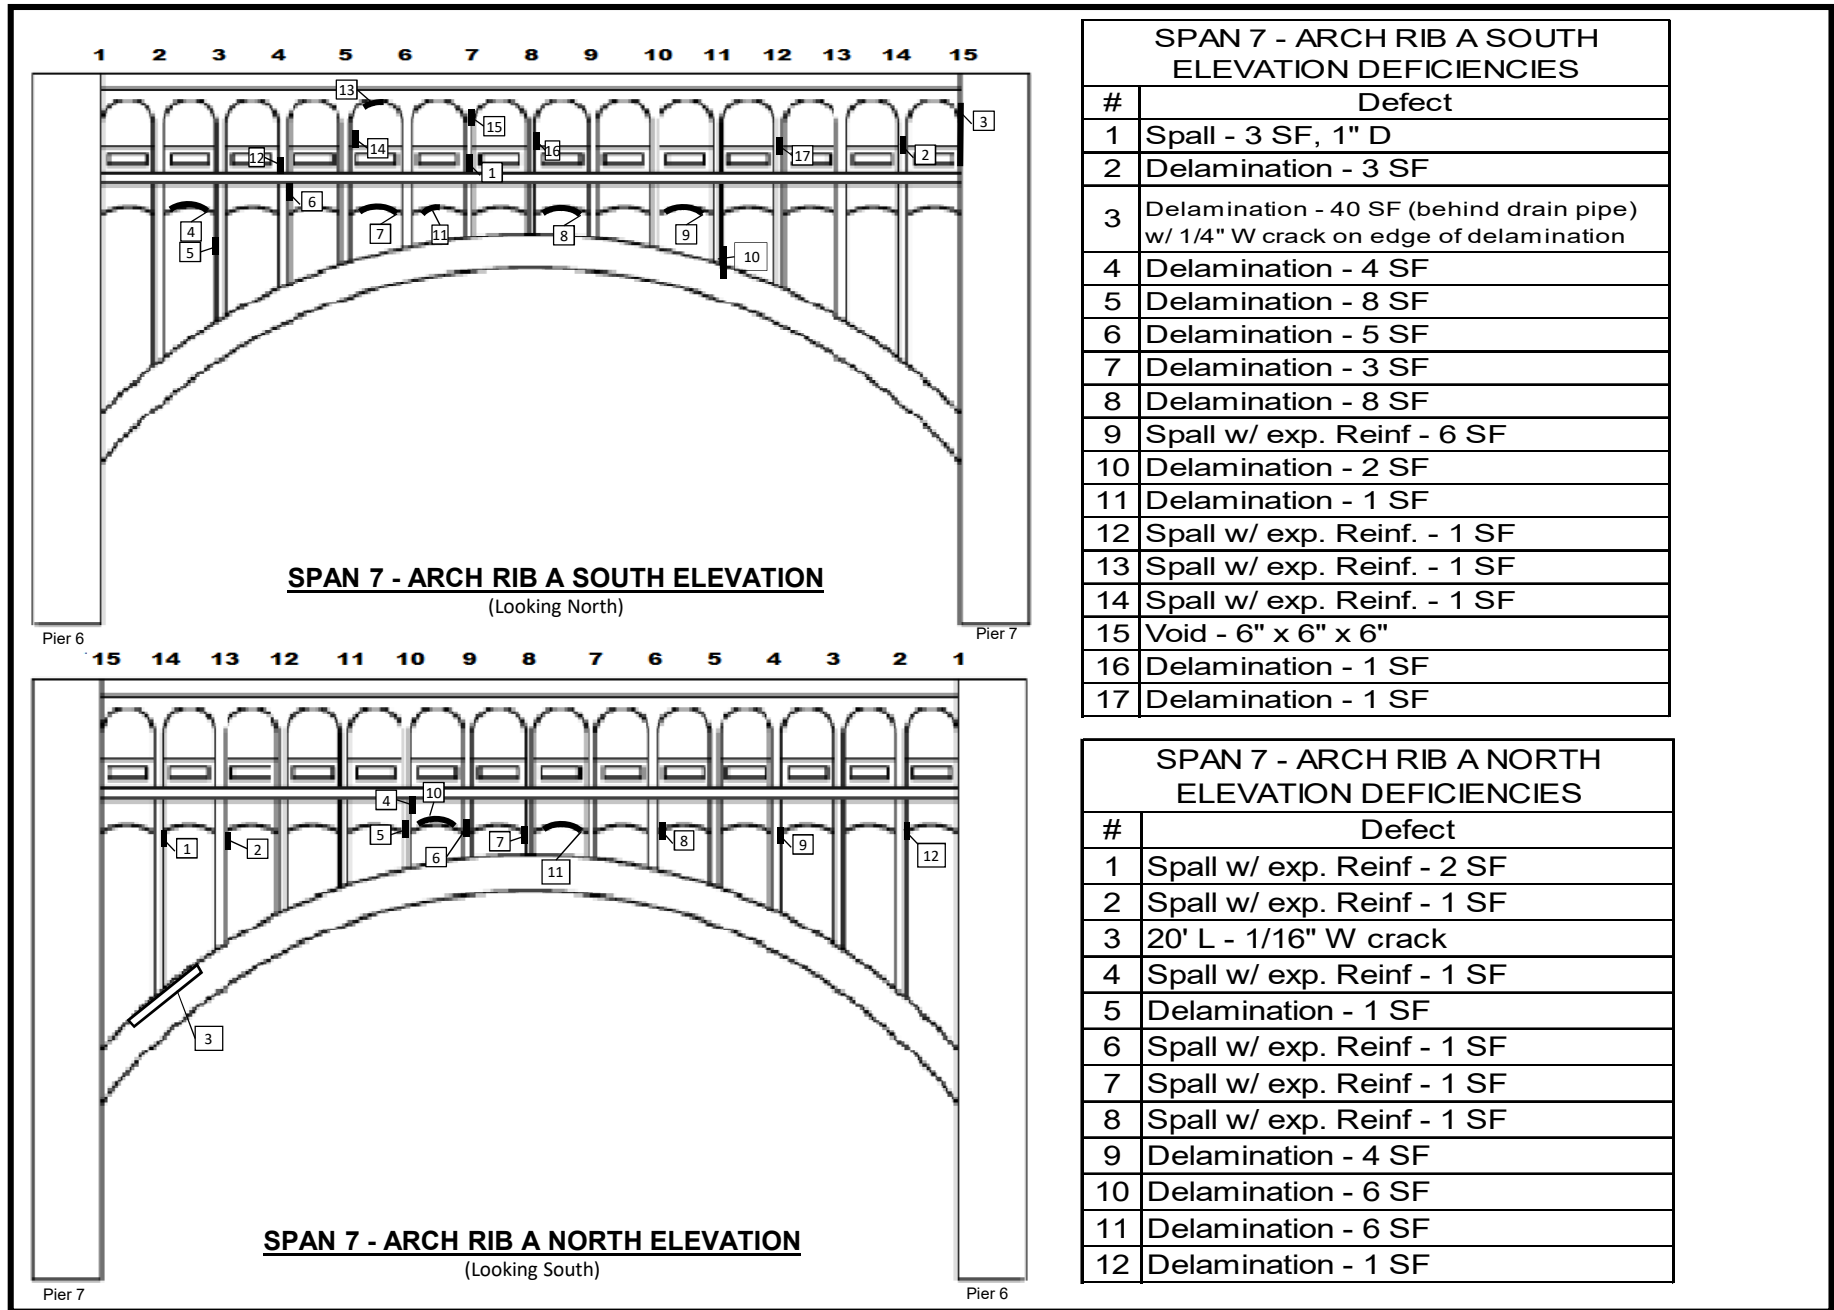 1 2 3 4 5 6 7 8 9 10 11 12 13 14 15
13
15
3
14
16
12
17
2
1
6
4
7
11
8
9
5
10
SPAN 7 - ARCH RIB A SOUTH ELEVATION
(Looking North)
Pier 6
Pier 7
15 14 13 12 11 10 9 8 7 6 5 4 3 2 1
4
10
5
1
2
6
7
8
9
12
11
3
SPAN 7 - ARCH RIB A NORTH ELEVATION
(Looking South)
Pier 7
Pier 6
SPAN 7 - ARCH RIB A SOUTH
ELEVATION DEFICIENCIES
# Defect
1 Spall - 3 SF, 1" D
2 Delamination - 3 SF
3 Delamination - 40 SF (behind drain pipe)
w/ 1/4" W crack on edge of delamination
4 Delamination - 4 SF
5 Delamination - 8 SF
6 Delamination - 5 SF
7 Delamination - 3 SF
8 Delamination - 8 SF
9 Spall w/ exp. Reinf - 6 SF
10 Delamination - 2 SF
11 Delamination - 1 SF
12 Spall w/ exp. Reinf. - 1 SF
13 Spall w/ exp. Reinf. - 1 SF
14 Spall w/ exp. Reinf. - 1 SF
15 Void - 6" x 6" x 6"
16 Delamination - 1 SF
17 Delamination - 1 SF
SPAN 7 - ARCH RIB A NORTH
ELEVATION DEFICIENCIES
# Defect
1 Spall w/ exp. Reinf - 2 SF
2 Spall w/ exp. Reinf - 1 SF
3 20' L - 1/16" W crack
4 Spall w/ exp. Reinf - 1 SF
5 Delamination - 1 SF
6 Spall w/ exp. Reinf - 1 SF
7 Spall w/ exp. Reinf - 1 SF
8 Spall w/ exp. Reinf - 1 SF
9 Delamination - 4 SF
10 Delamination - 6 SF
11 Delamination - 6 SF
12 Delamination - 1 SF